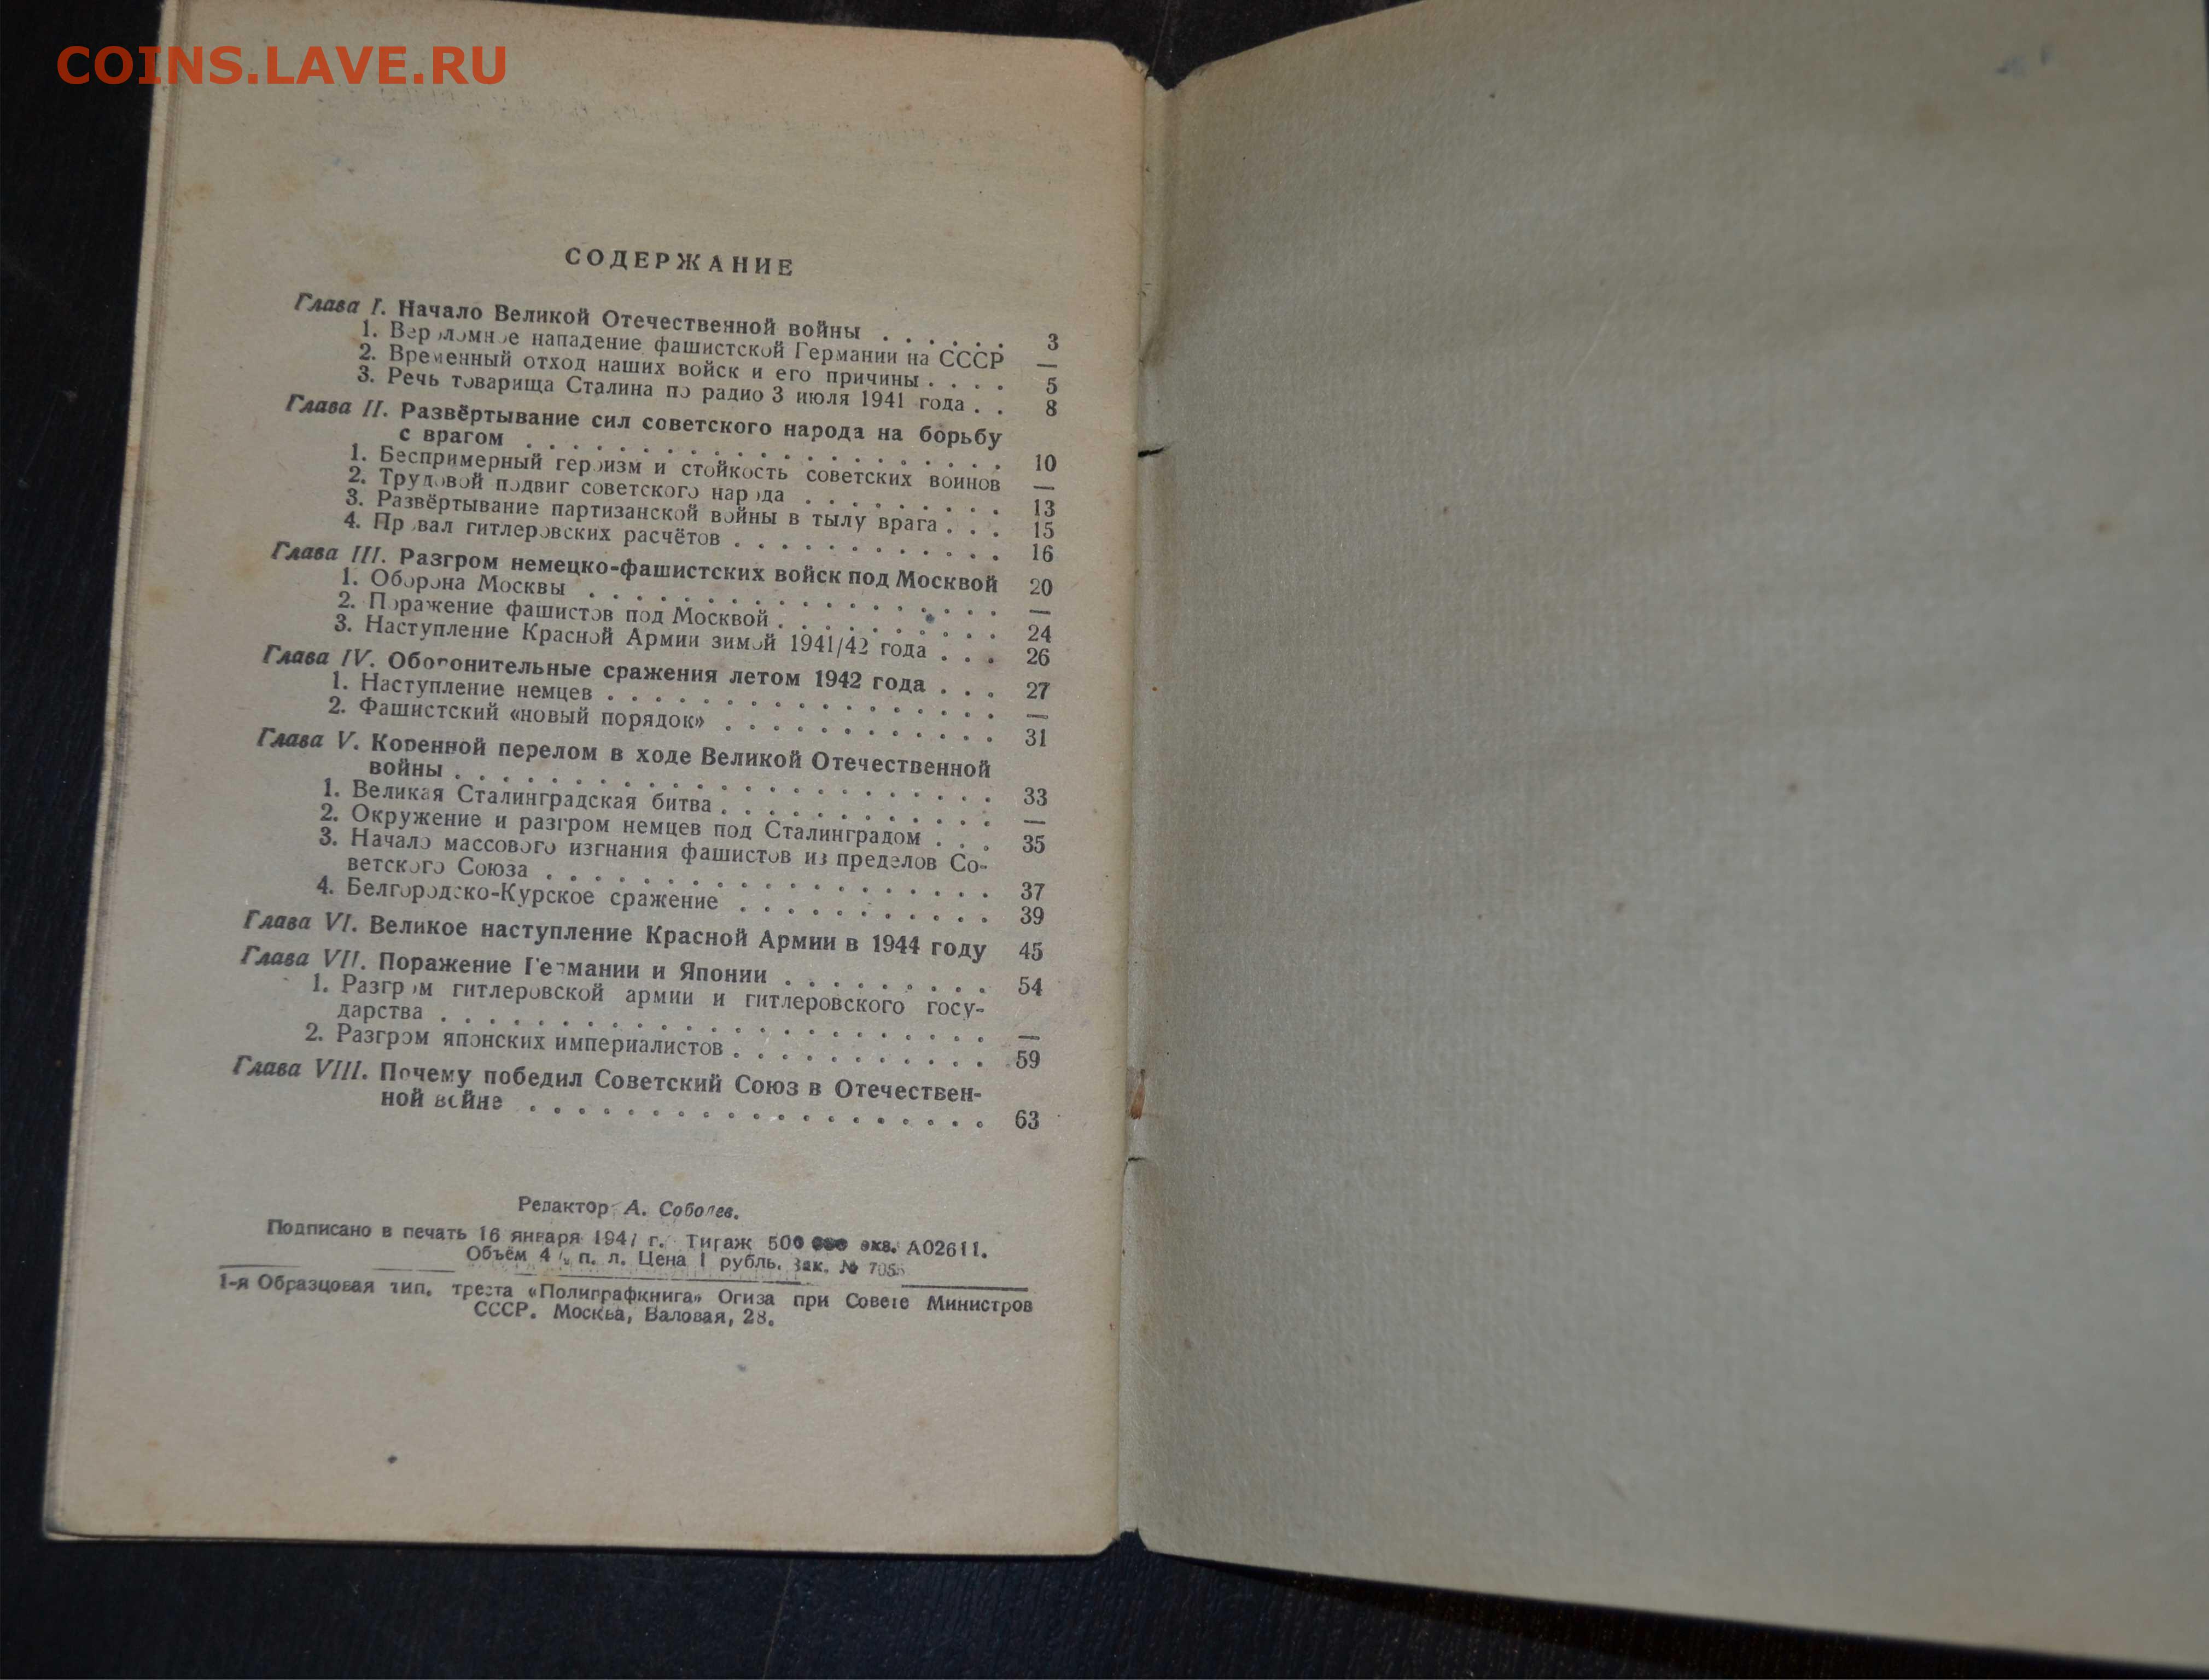 COINS.LAVE.RU
СОДЕРЖАНИЕ
Глава I. Начало Великой Отечественной войны . . . . . . 3
1. Вероломное нападение фашистской Германии на СССР —
2. Временный отход наших войск и его причины . . . . 5
3. Речь товарища Сталина по радио 3 июля 1941 года . . 8
Глава II. Развёртывание сил советского народа на борьбу
с врагом . . . . . . . . . . . . . . . . . . . . 10
1. Беспримерный героизм и стойкость советских воинов —
2. Трудовой подвиг советского народа . . . . . . . . . 13
3. Развёртывание партизанской войны в тылу врага . . . 15
4. Провал гитлеровских расчётов . . . . . . . . . . . . 16
Глава III. Разгром немецко-фашистских войск под Москвой 20
1. Оборона Москвы . . . . . . . . . . . . . . . . . . —
2. Поражение фашистов под Москвой . . . . . . . . . . 24
3. Наступление Красной Армии зимой 1941/42 года . . . 26
Глава IV. Оборонительные сражения летом 1942 года . . . 27
1. Наступление немцев . . . . . . . . . . . . . . . . . —
2. Фашистский «новый порядок» . . . . . . . . . . . . 31
Глава V. Коренной перелом в ходе Великой Отечественной
войны . . . . . . . . . . . . . . . . . . . . . . . 33
1. Великая Сталинградская битва . . . . . . . . . . . . —
2. Окружение и разгром немцев под Сталинградом . . . 35
3. Начало массового изгнания фашистов из пределов Со-
ветского Союза . . . . . . . . . . . . . . . . . . . 37
4. Белгородско-Курское сражение . . . . . . . . . . . 39
Глава VI. Великое наступление Красной Армии в 1944 году 45
Глава VII. Поражение Германии и Японии . . . . . . . . . 54
1. Разгром гитлеровской армии и гитлеровского госу-
дарства . . . . . . . . . . . . . . . . . . . . . . . —
2. Разгром японских империалистов . . . . . . . . . . . 59
Глава VIII. Почему победил Советский Союз в Отечествен-
ной войне . . . . . . . . . . . . . . . . . . . 63
Редактор А. Соболев.
Подписано в печать 16 января 1947 г. Тираж 500 000 экз. А02611.
Объём п. л. Цена 1 рубль. Зак. №
1-я Образцовая тип. треста «Полиграфкнига» Огиза при Совете Министров
СССР. Москва, Валовая, 28.